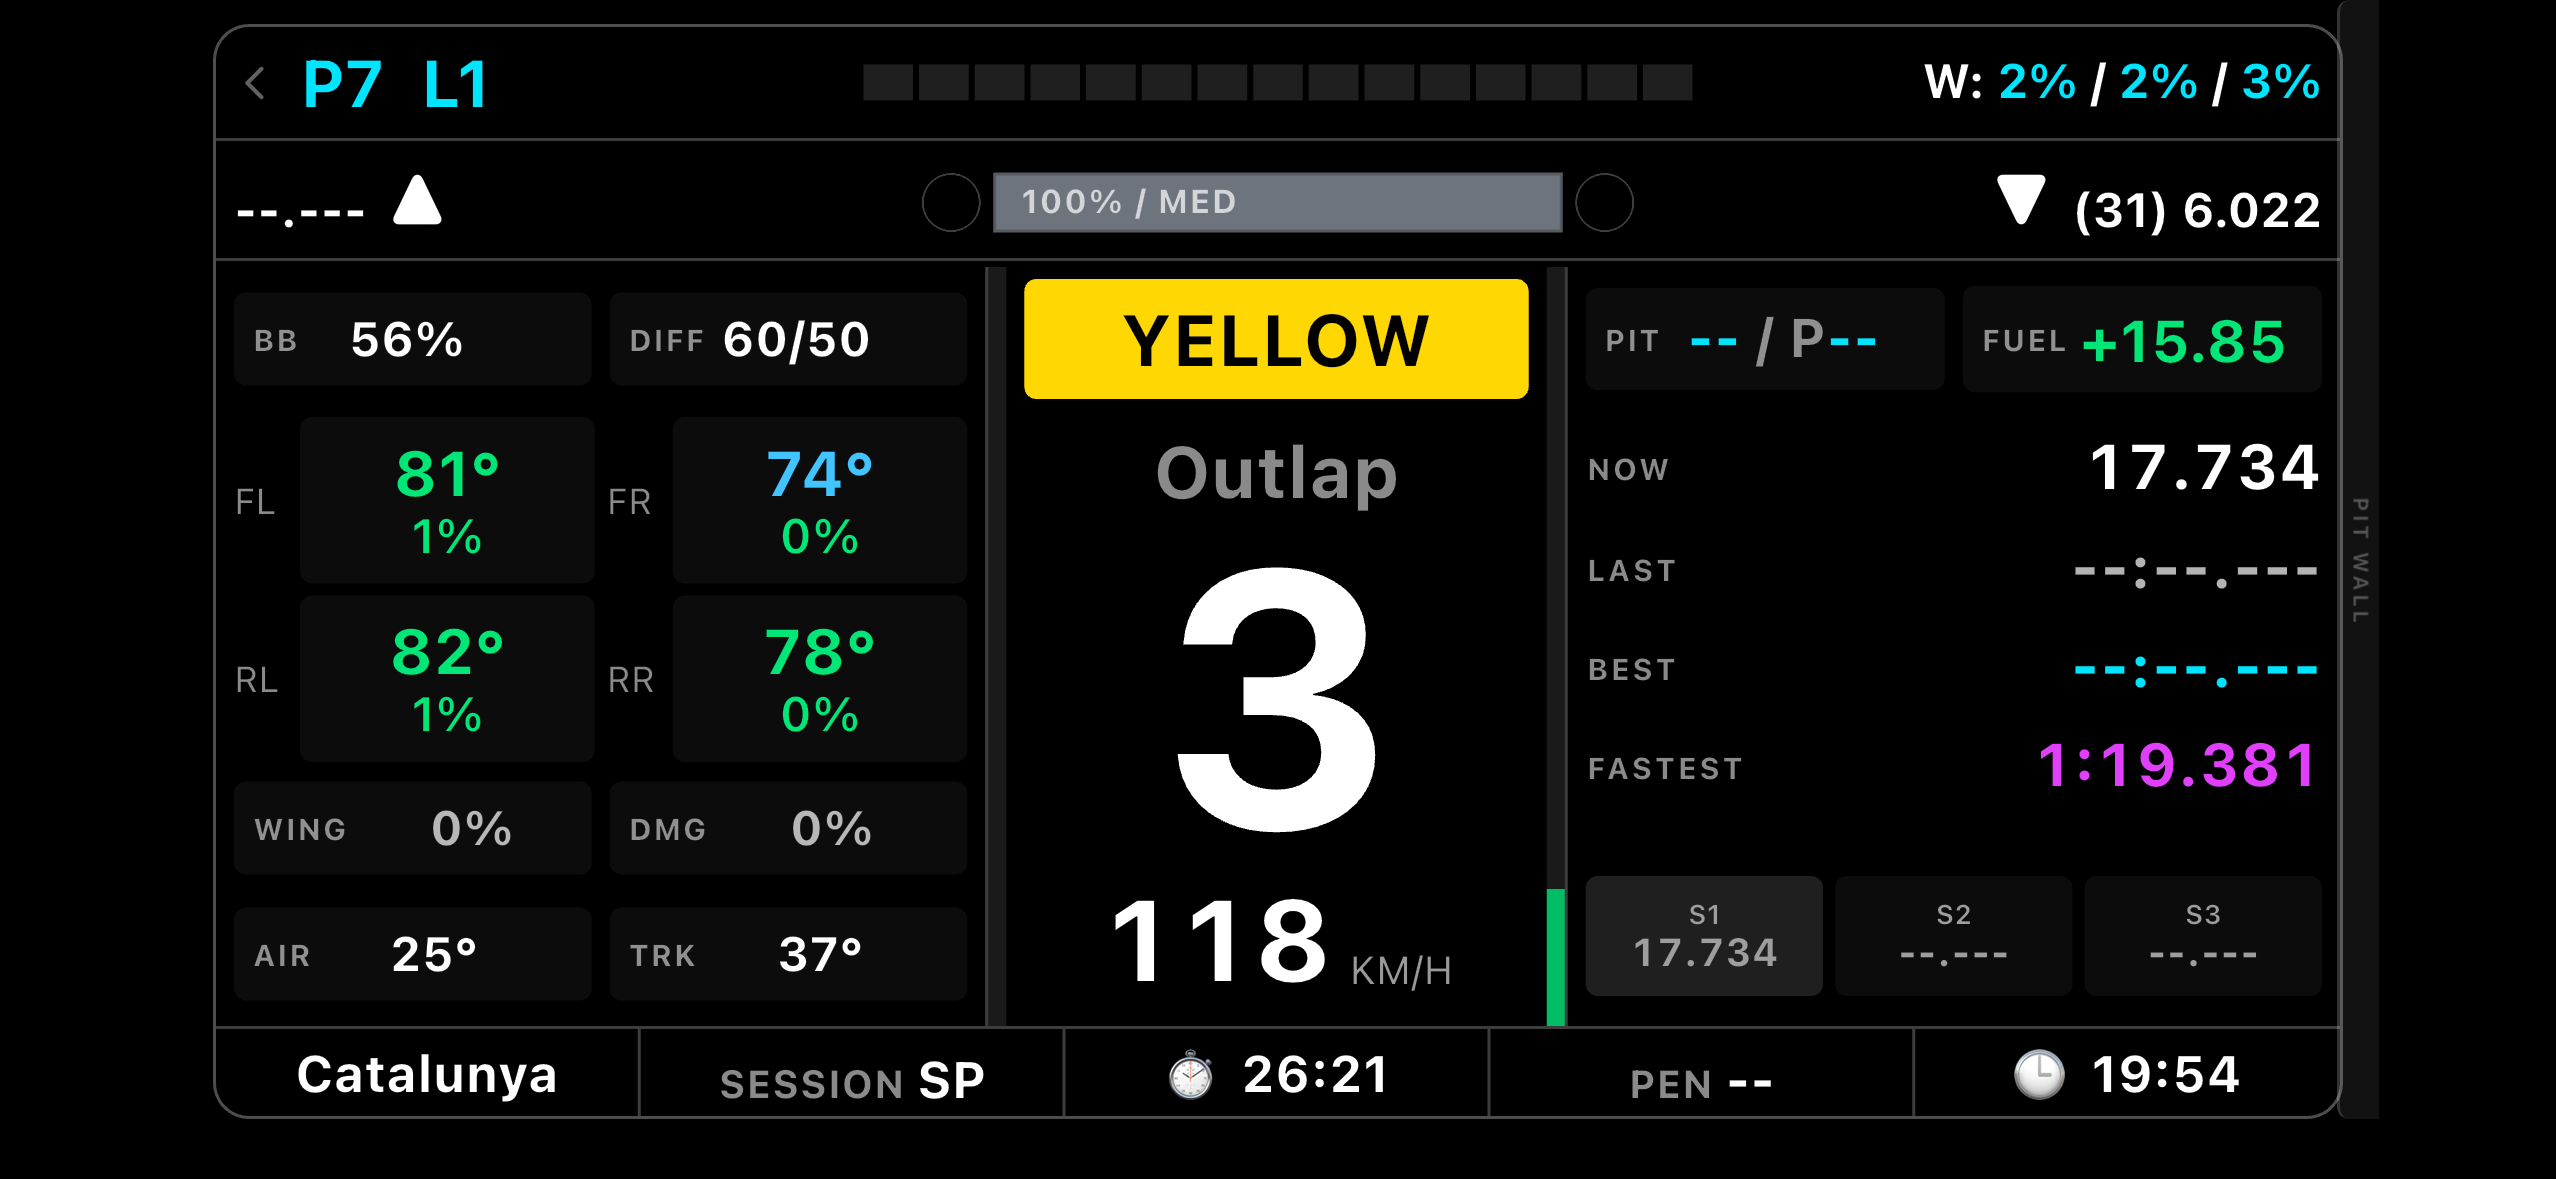 P7 L1 W: 2% / 2% / 3%
--.--- 100% / MED (31) 6.022
BB 56% DIFF 60/50
FL 81° 1% FR 74° 0%
RL 82° 1% RR 78° 0%
WING 0% DMG 0%
AIR 25° TRK 37°
YELLOW
Outlap
3
118 KM/H
PIT -- / P-- FUEL +15.85
NOW 17.734
LAST --:--.---
BEST --:--.---
FASTEST 1:19.381
S1 S2 S3
17.734 --.--- --.---
PIT WALL
Catalunya SESSION SP 26:21 PEN -- 19:54